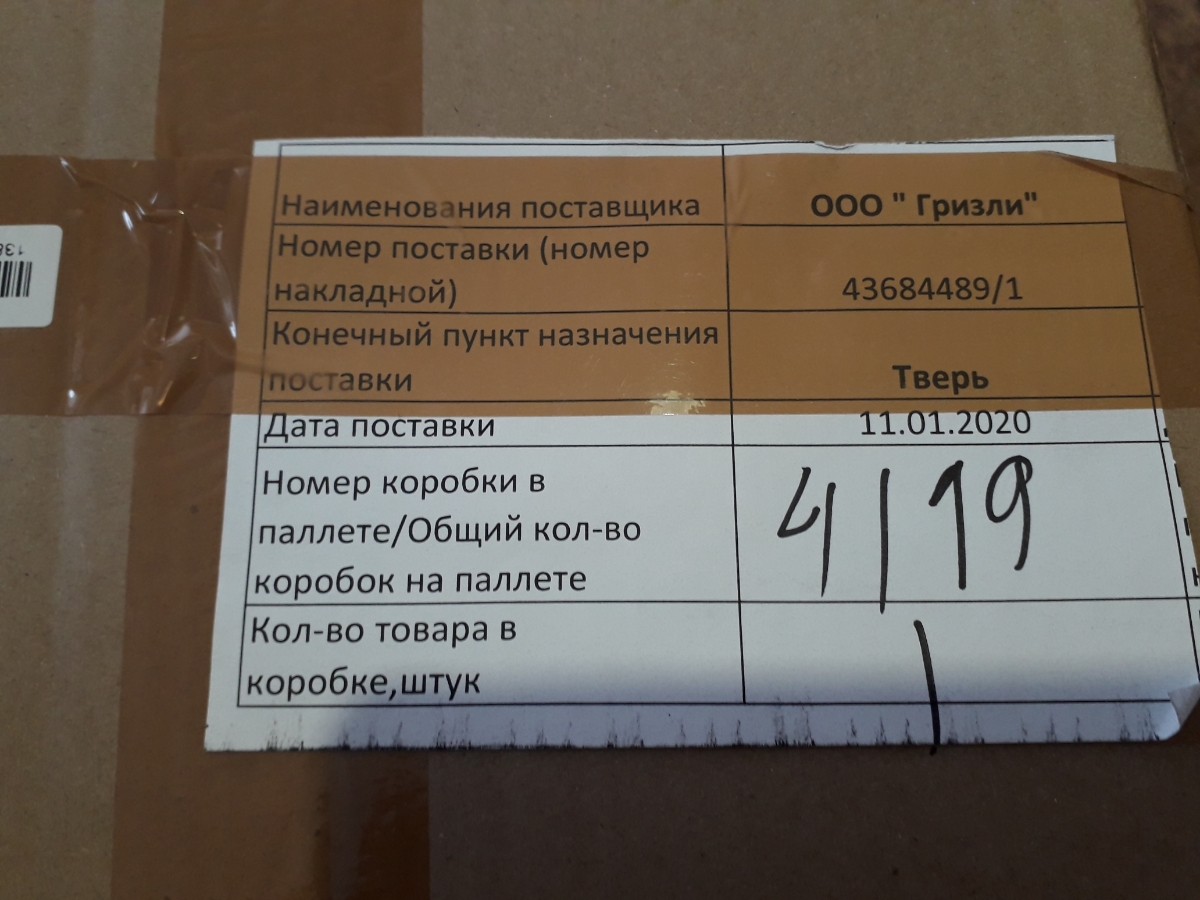 Наименования поставщика
ООО " Гризли"
Номер поставки (номер
накладной)
43684489/1
Конечный пункт назначения
поставки
Тверь
Дата поставки
11.01.2020
Номер коробки в
паллете/Общий кол-во
коробок на паллете
4/19
Кол-во товара в
коробке,штук
1